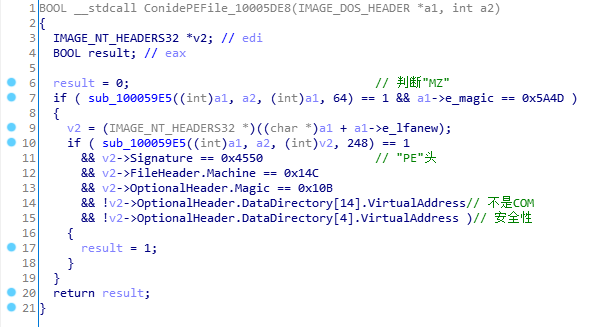 1 BOOL __stdcall ConidePEFile_10005DE8(IMAGE_DOS_HEADER *a1, int a2)
2 {
3   IMAGE_NT_HEADERS32 *v2; // edi
4   BOOL result; // eax
5
6   result = 0;                                   // 判断"MZ"
7   if ( sub_100059E5((int)a1, a2, (int)a1, 64) == 1 && a1->e_magic == 0x5A4D )
8   {
9     v2 = (IMAGE_NT_HEADERS32 *)((char *)a1 + a1->e_lfanew);
10     if ( sub_100059E5((int)a1, a2, (int)v2, 248) == 1
11       && v2->Signature == 0x4550                // "PE"头
12       && v2->FileHeader.Machine == 0x14C
13       && v2->OptionalHeader.Magic == 0x10B
14       && !v2->OptionalHeader.DataDirectory[14].VirtualAddress// 不是COM
15       && !v2->OptionalHeader.DataDirectory[4].VirtualAddress )// 安全性
16     {
17       result = 1;
18     }
19   }
20   return result;
21 }